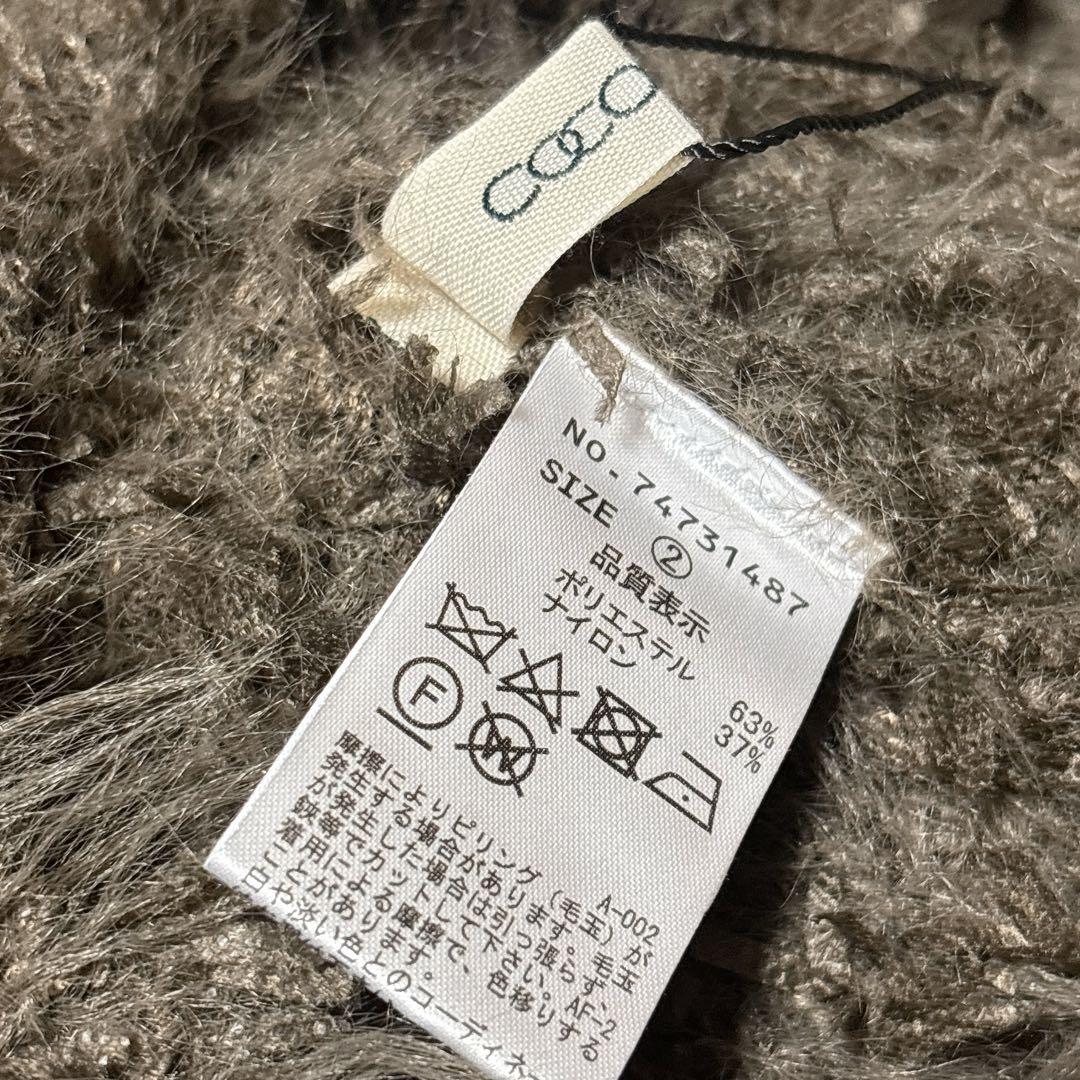 COCO
NO. 74731487
SIZE ②
品質表示
ポリエステル 63%
ナイロン 37%
F
W
A-002
摩擦によりピリング（毛玉）が
発生する場合があります。毛玉
が発生した場合は引っ張らず、
鋏等でカットして下さい。AF-2
着用による摩擦で、色移りする
ことがあります。
白や淡い色とのコーディネー